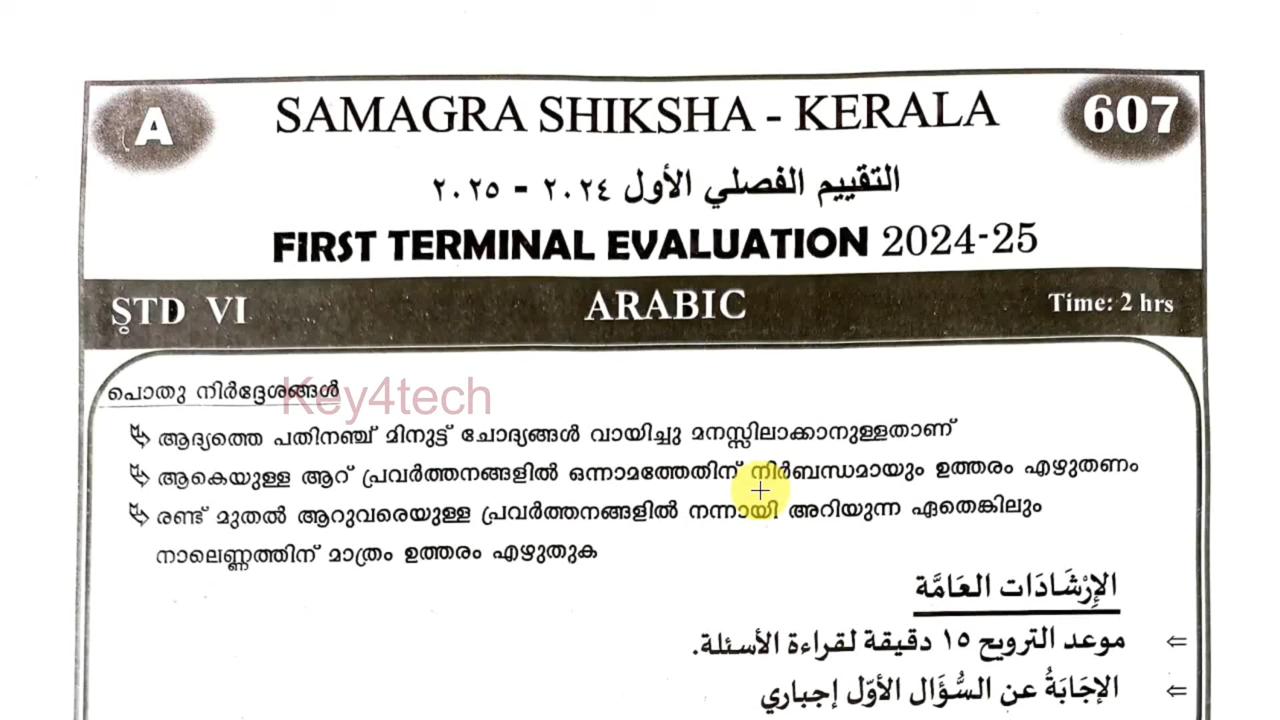 A SAMAGRA SHIKSHA - KERALA 607
التقييم الفصلي الأول ٢٠٢٤ - ٢٠٢٥
FIRST TERMINAL EVALUATION 2024-25
STD VI ARABIC Time: 2 hrs
പൊതു നിർദ്ദേശങ്ങൾ
Key4tech
ആദ്യത്തെ പതിനഞ്ച് മിനുട്ട് ചോദ്യങ്ങൾ വായിച്ചു മനസ്സിലാക്കാനുള്ളതാണ്
ആകെയുള്ള ആറ് പ്രവർത്തനങ്ങളിൽ ഒന്നാമത്തേതിന് നിർബന്ധമായും ഉത്തരം എഴുതണം
രണ്ട് മുതൽ ആറുവരെയുള്ള പ്രവർത്തനങ്ങളിൽ നന്നായി അറിയുന്ന ഏതെങ്കിലും
നാലെണ്ണത്തിന് മാത്രം ഉത്തരം എഴുതുക
الإِرْشَادَات العَامَّة
⇐ موعد الترويح ١٥ دقيقة لقراءة الأسئلة.
⇐ الإجَابَةُ عن السُّؤَال الأوّل إجباري